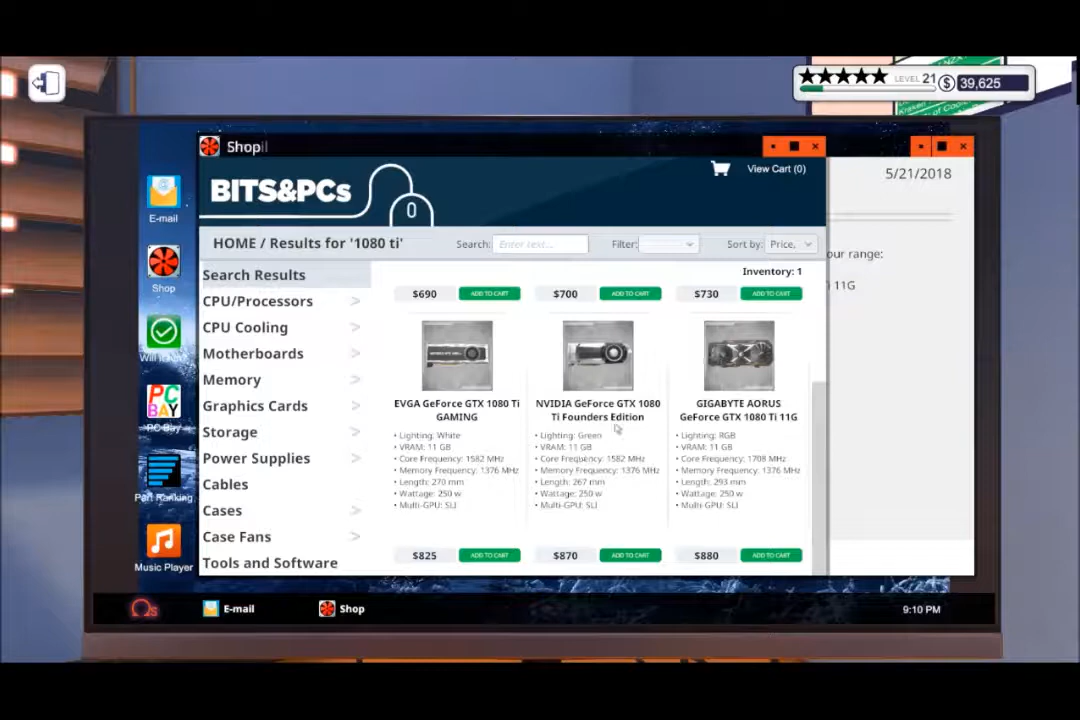 LEVEL 21
$ 39,625
Shop
BITS&PCs
View Cart (0)
0
5/21/2018
HOME / Results for '1080 ti'
Search: Enter text...
Filter:
Sort by: Price,
our range:
11G
E-mail
Shop
PC BAY
PC Bay
Part Ranking
Music Player
Search Results
CPU/Processors >
CPU Cooling >
Motherboards >
Memory >
Graphics Cards >
Storage >
Power Supplies >
Cables
Cases >
Case Fans >
Tools and Software
Inventory: 1
$690 ADD TO CART
$700 ADD TO CART
$730 ADD TO CART
EVGA GeForce GTX 1080 Ti
GAMING
• Lighting: White
• VRAM: 11 GB
• Core Frequency: 1582 MHz
• Memory Frequency: 1376 MHz
• Length: 270 mm
• Wattage: 250 w
• Multi-GPU: SLI
$825 ADD TO CART
NVIDIA GeForce GTX 1080
Ti Founders Edition
• Lighting: Green
• VRAM: 11 GB
• Core Frequency: 1582 MHz
• Memory Frequency: 1376 MHz
• Length: 267 mm
• Wattage: 250 w
• Multi-GPU: SLI
$870 ADD TO CART
GIGABYTE AORUS
GeForce GTX 1080 Ti 11G
• Lighting: RGB
• VRAM: 11 GB
• Core Frequency: 1708 MHz
• Memory Frequency: 1376 MHz
• Length: 293 mm
• Wattage: 250 w
• Multi-GPU: SLI
$880 ADD TO CART
E-mail
Shop
9:10 PM